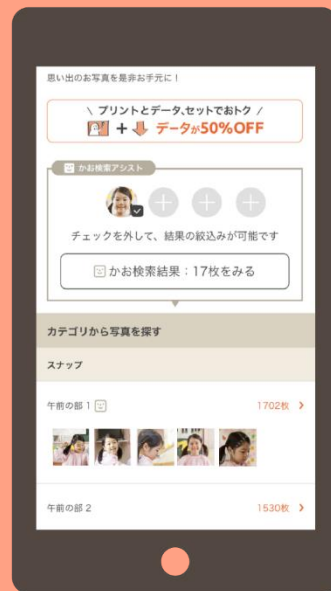 思い出のお写真を是非お手元に！
\ プリントとデータ、セットでおトク /
+ データが50%OFF
かお検索アシスト
チェックを外して、結果の絞込みが可能です
かお検索結果：17枚をみる
カテゴリから写真を探す
スナップ
午前の部 1 1702枚 >
午前の部 2 1530枚 >